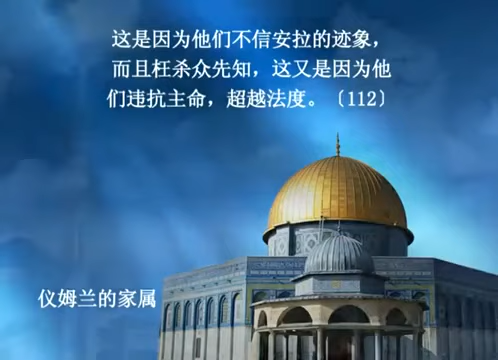 这是因为他们不信安拉的迹象，
而且枉杀众先知，这又是因为他
们违抗主命，超越法度。〔112〕
仪姆兰的家属